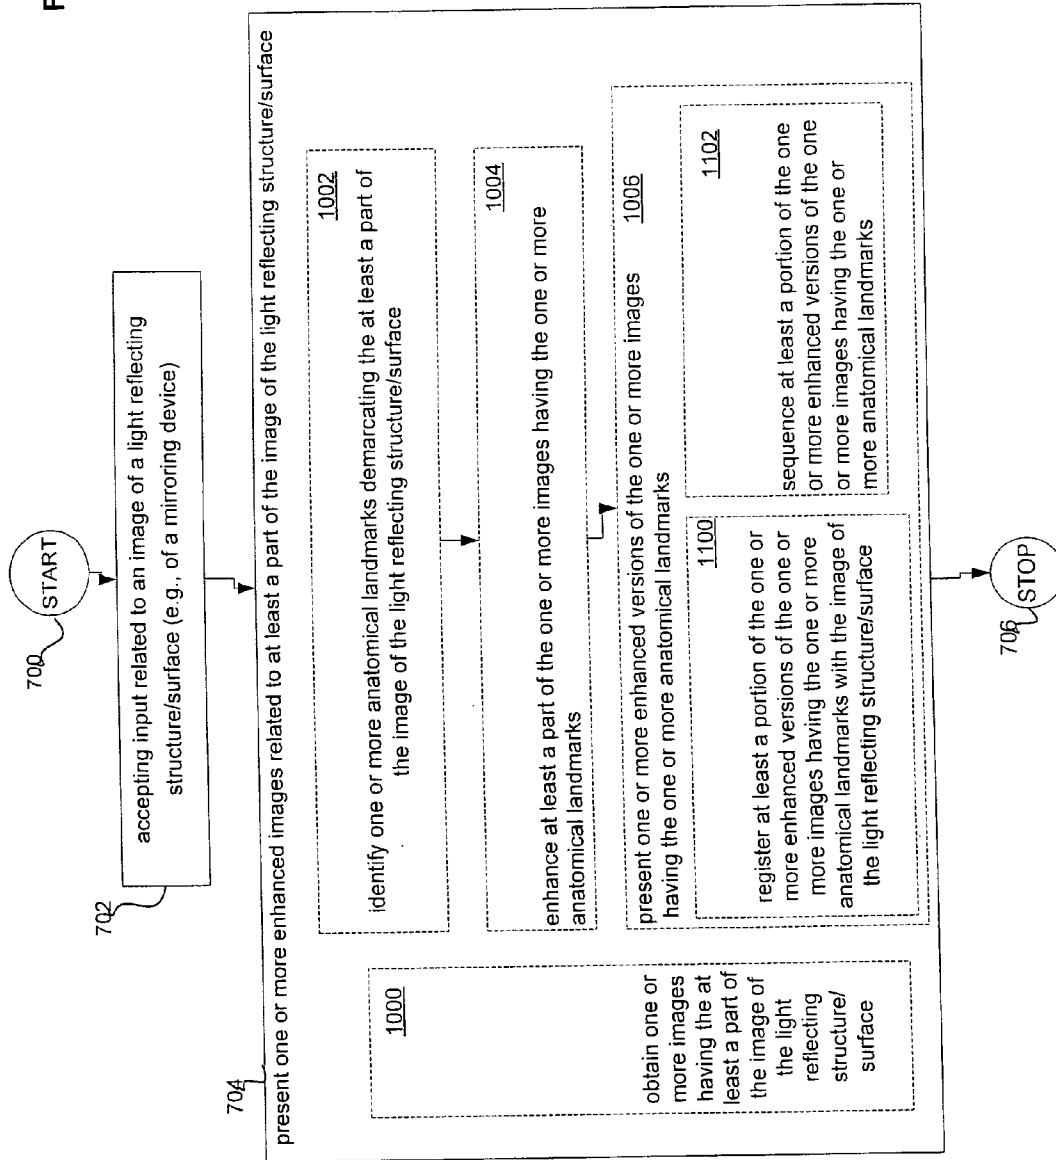 F
START
700
accepting input related to an image of a light reflecting
structure/surface (e.g., of a mirroring device
702
704
present one or more enhanced images related to at least a part of the image of the light reflecting structure/surface
1000
obtain one or
more images
having the at
least a part of
the image of
the light
reflecting
structure/
surface
1002
identify one or more anatomical landmarks demarcating the at least a part of
the image of the light reflecting structure/surface
1004
enhance at least a part of the one or more images having the one or more
anatomical landmarks
1006
present one or more enhanced versions of the one or more images
having the one or more anatomical landmarks
1100
register at least a portion of the one or
more enhanced versions of the one or
more images having the one or more
anatomical landmarks with the image of
the light reflecting structure/surface
1102
sequence at least a portion of the one
or more enhanced versions of the one
or more images having the one or
more anatomical landmarks
STOP
706